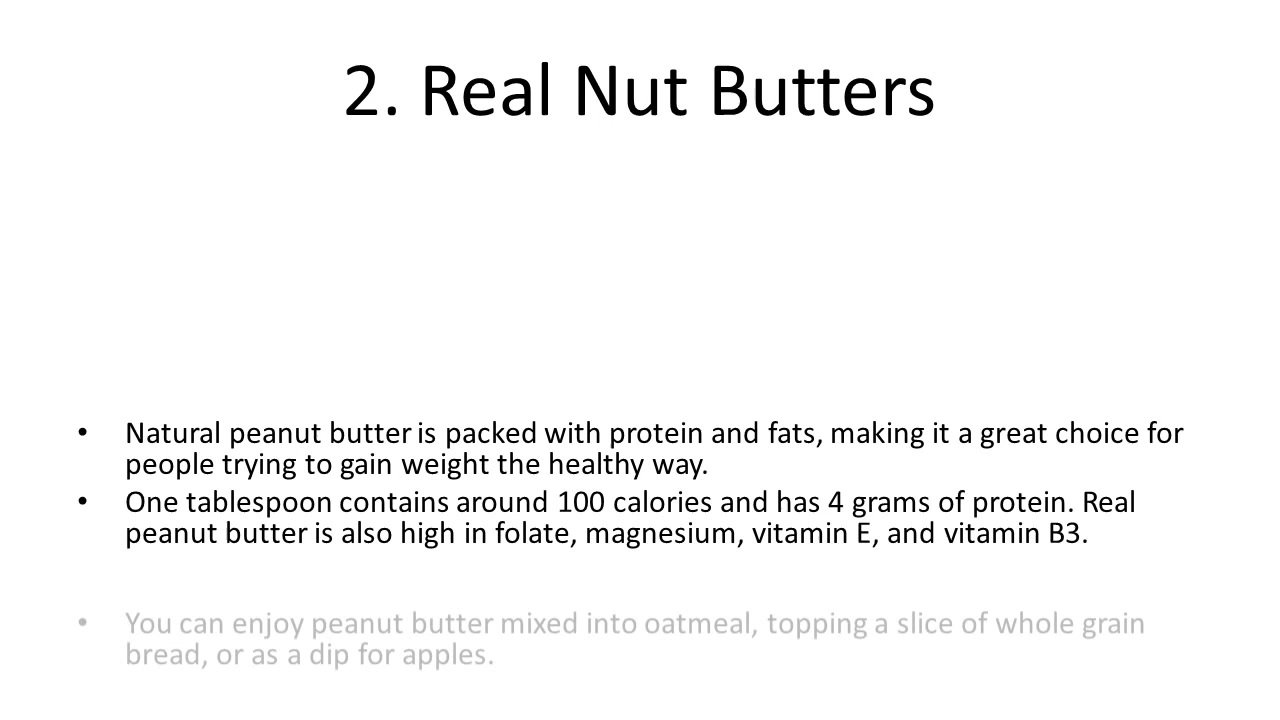 2. Real Nut Butters
• Natural peanut butter is packed with protein and fats, making it a great choice for
people trying to gain weight the healthy way.
• One tablespoon contains around 100 calories and has 4 grams of protein. Real
peanut butter is also high in folate, magnesium, vitamin E, and vitamin B3.
• You can enjoy peanut butter mixed into oatmeal, topping a slice of whole grain
bread, or as a dip for apples.